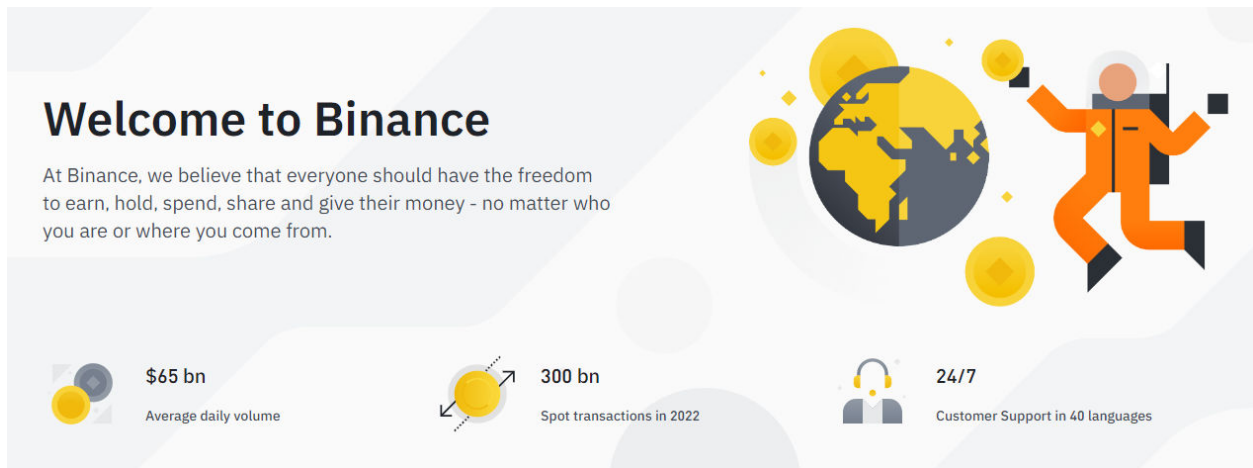 Welcome to Binance
At Binance, we believe that everyone should have the freedom
to earn, hold, spend, share and give their money - no matter who
you are or where you come from.
$65 bn
Average daily volume
300 bn
Spot transactions in 2022
24/7
Customer Support in 40 languages